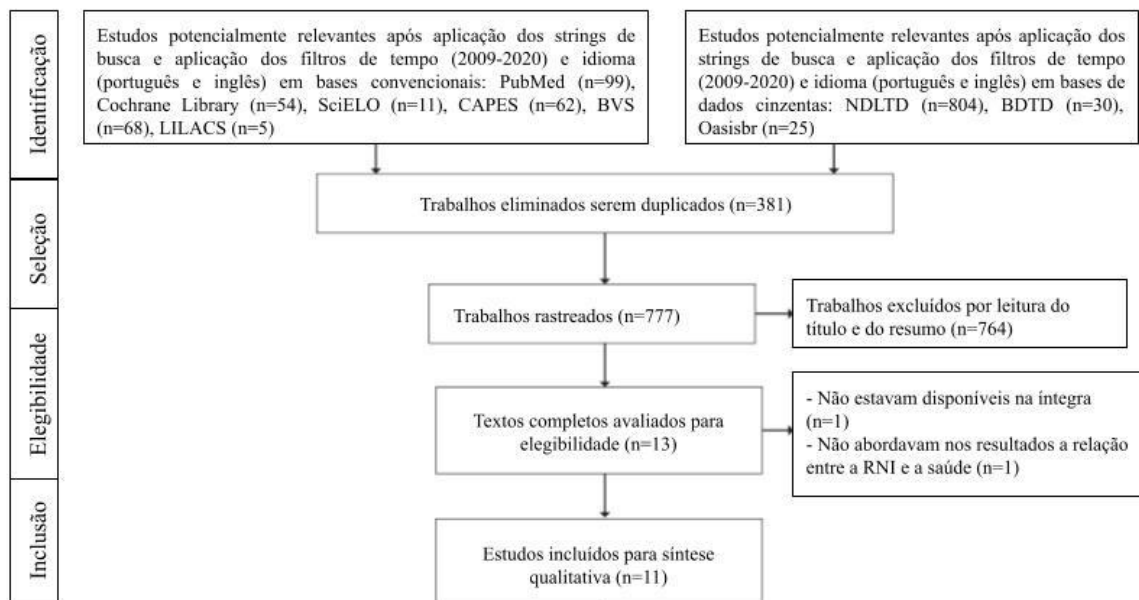 Identificação
Estudos potencialmente relevantes após aplicação dos strings de
busca e aplicação dos filtros de tempo (2009-2020) e idioma
(português e inglês) em bases convencionais: PubMed (n=99),
Cochrane Library (n=54), SciELO (n=11), CAPES (n=62), BVS
(n=68), LILACS (n=5)
Estudos potencialmente relevantes após aplicação dos
strings de busca e aplicação dos filtros de tempo
(2009-2020) e idioma (português e inglês) em bases de
dados cinzentas: NDLTD (n=804), BDTD (n=30),
Oasisbr (n=25)
Seleção
Trabalhos eliminados serem duplicados (n=381)
Trabalhos rastreados (n=777)
Trabalhos excluídos por leitura do
título e do resumo (n=764)
Elegibilidade
Textos completos avaliados para
elegibilidade (n=13)
- Não estavam disponíveis na íntegra
(n=1)
- Não abordavam nos resultados a relação
entre a RNI e a saúde (n=1)
Inclusão
Estudos incluídos para síntese
qualitativa (n=11)